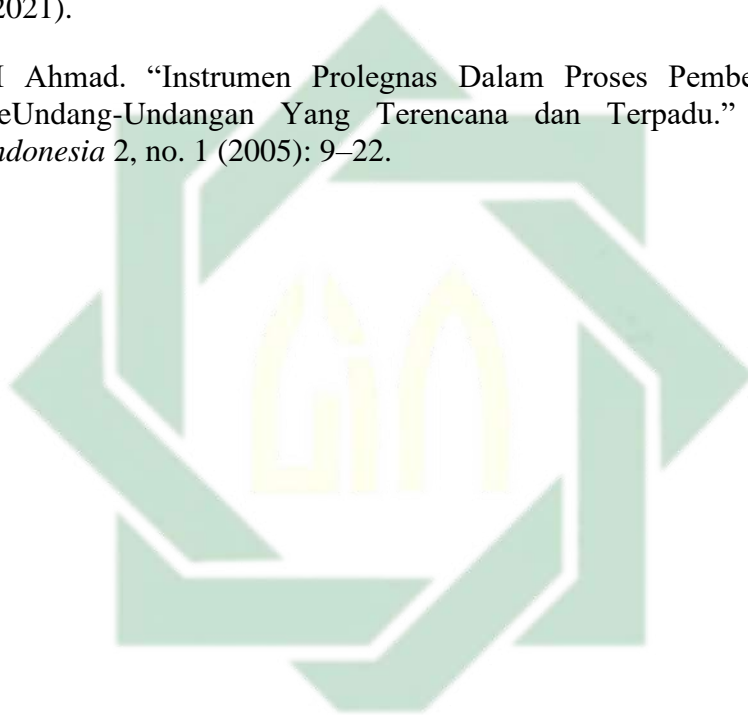 2021).
Ahmad. “Instrumen Prolegnas Dalam Proses Pembe
eUndang-Undangan Yang Terencana dan Terpadu.”
ndonesia 2, no. 1 (2005): 9–22.
uin